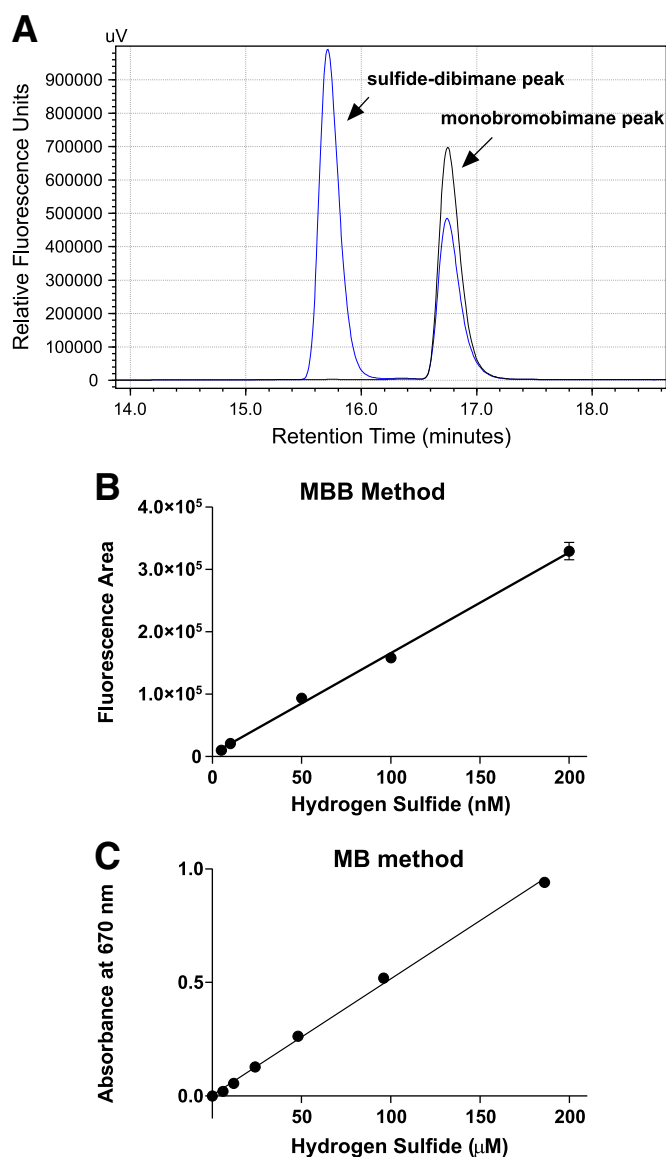 A
uV
900000
800000
700000
600000
500000
400000
300000
200000
100000
0
Relative Fluorescence Units
sulfide-dibimane peak
monobromobimane peak
14.0 15.0 16.0 17.0 18.0
Retention Time (minutes)
B
MBB Method
4.0×10⁵
3.0×10⁵
2.0×10⁵
1.0×10⁵
0
Fluorescence Area
0 50 100 150 200
Hydrogen Sulfide (nM)
C
MB method
1.0
0.5
0.0
Absorbance at 670 nm
50 100 150 200
Hydrogen Sulfide (μM)